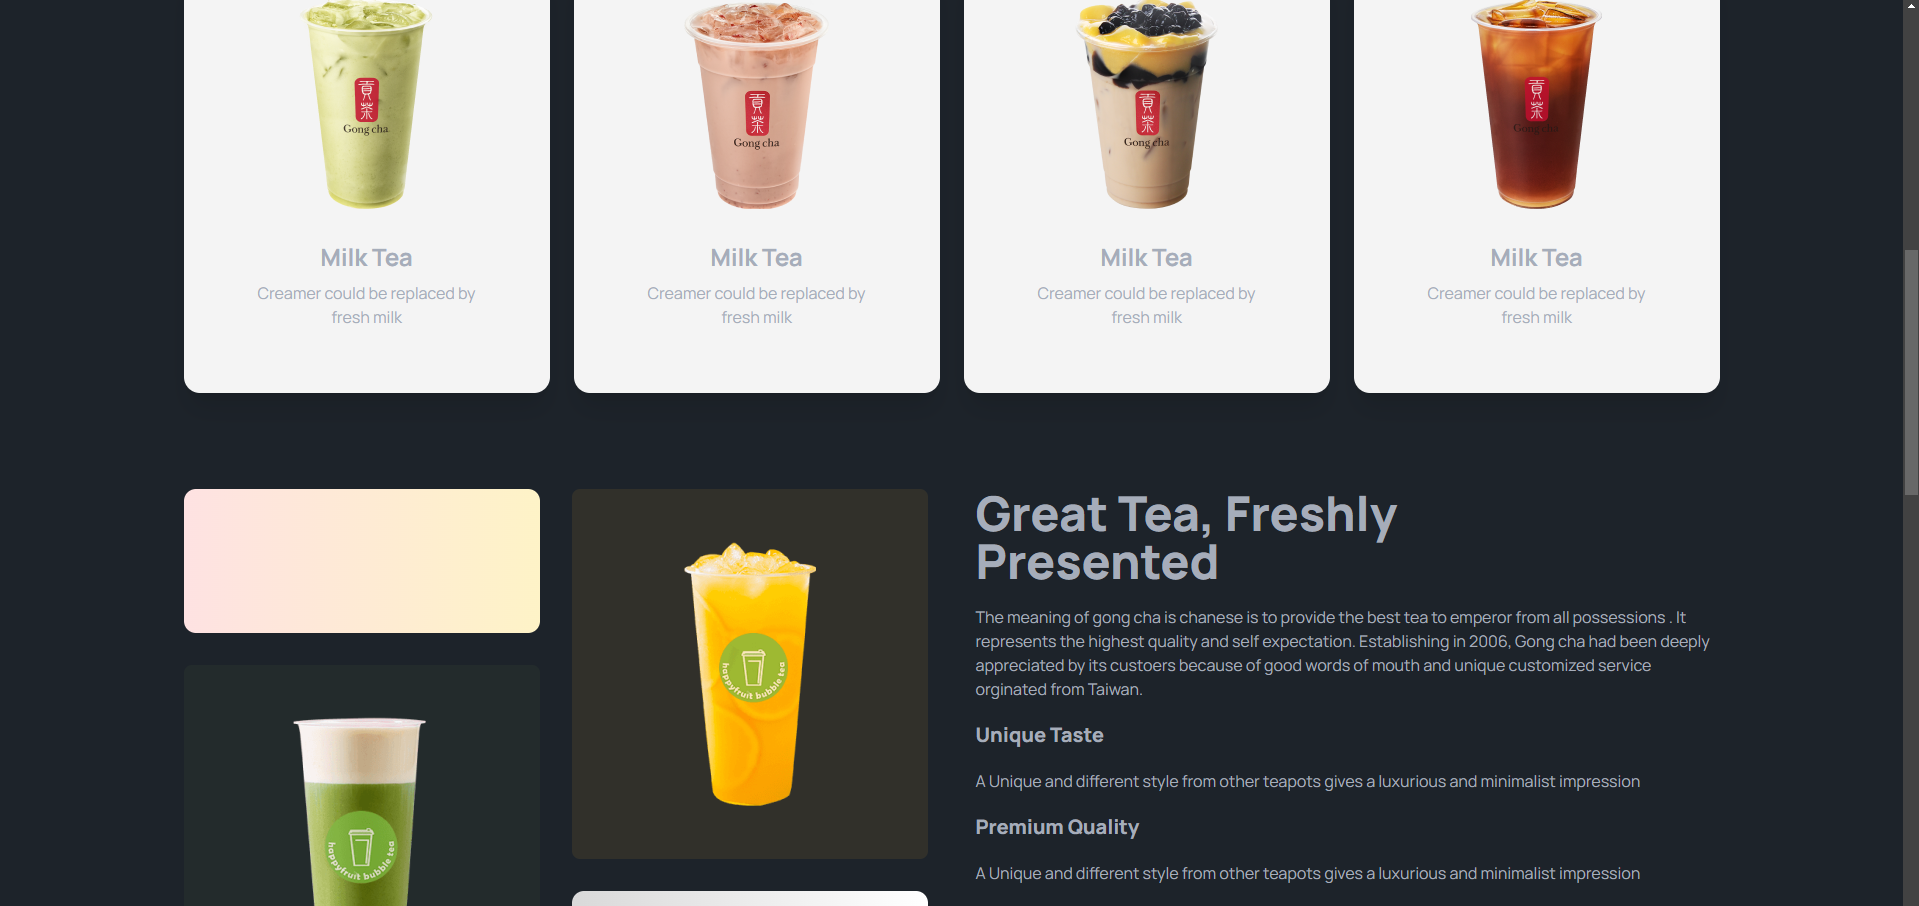 貢茶
Gong cha
貢茶
Gong cha
貢茶
Gong cha
貢茶
Gong cha
Milk Tea
Creamer could be replaced by
fresh milk
Milk Tea
Creamer could be replaced by
fresh milk
Milk Tea
Creamer could be replaced by
fresh milk
Milk Tea
Creamer could be replaced by
fresh milk
happyfruit bubble tea
happyfruit bubble tea
Great Tea, Freshly
Presented
The meaning of gong cha is chanese is to provide the best tea to emperor from all possessions . It
represents the highest quality and self expectation. Establishing in 2006, Gong cha had been deeply
appreciated by its custoers because of good words of mouth and unique customized service
orginated from Taiwan.
Unique Taste
A Unique and different style from other teapots gives a luxurious and minimalist impression
Premium Quality
A Unique and different style from other teapots gives a luxurious and minimalist impression